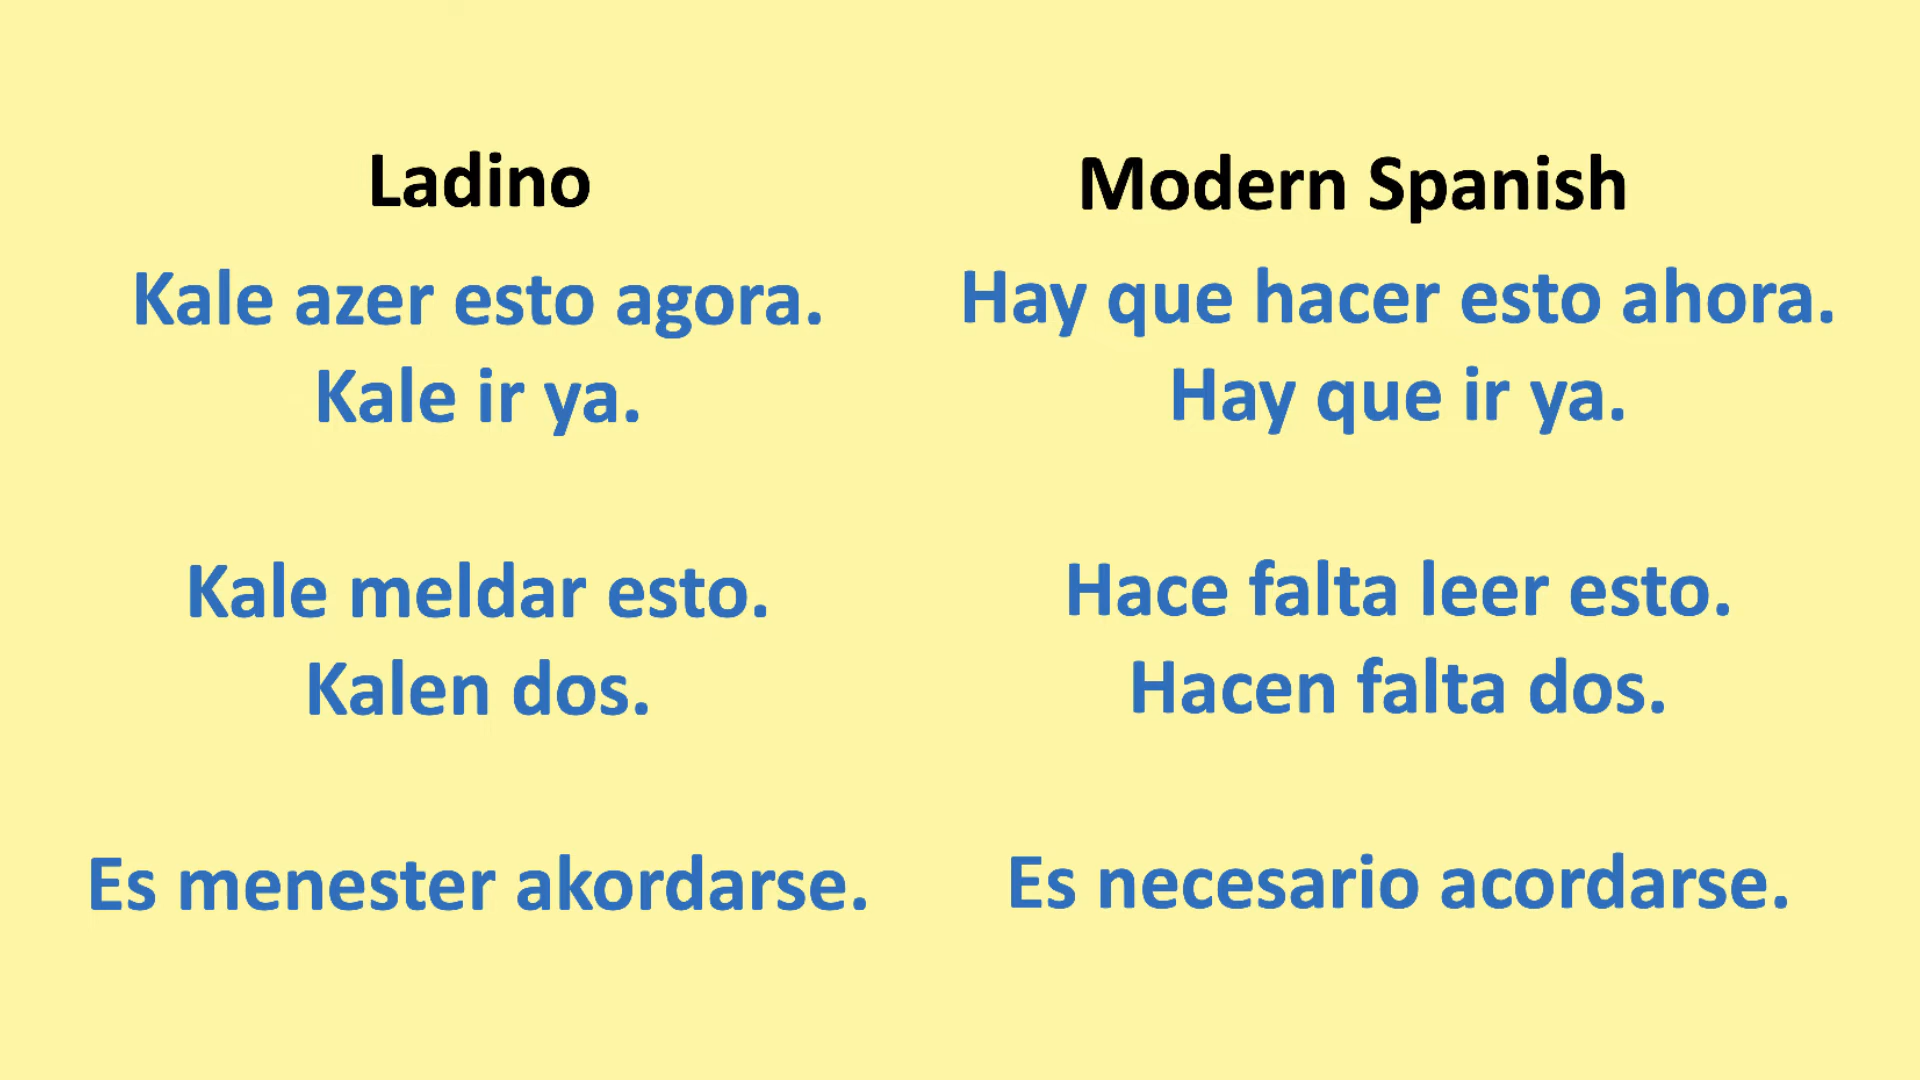 Ladino
Kale azer esto agora.
Kale ir ya.
Kale meldar esto.
Kalen dos.
Es menester akordarse.
Modern Spanish
Hay que hacer esto ahora.
Hay que ir ya.
Hace falta leer esto.
Hacen falta dos.
Es necesario acordarse.